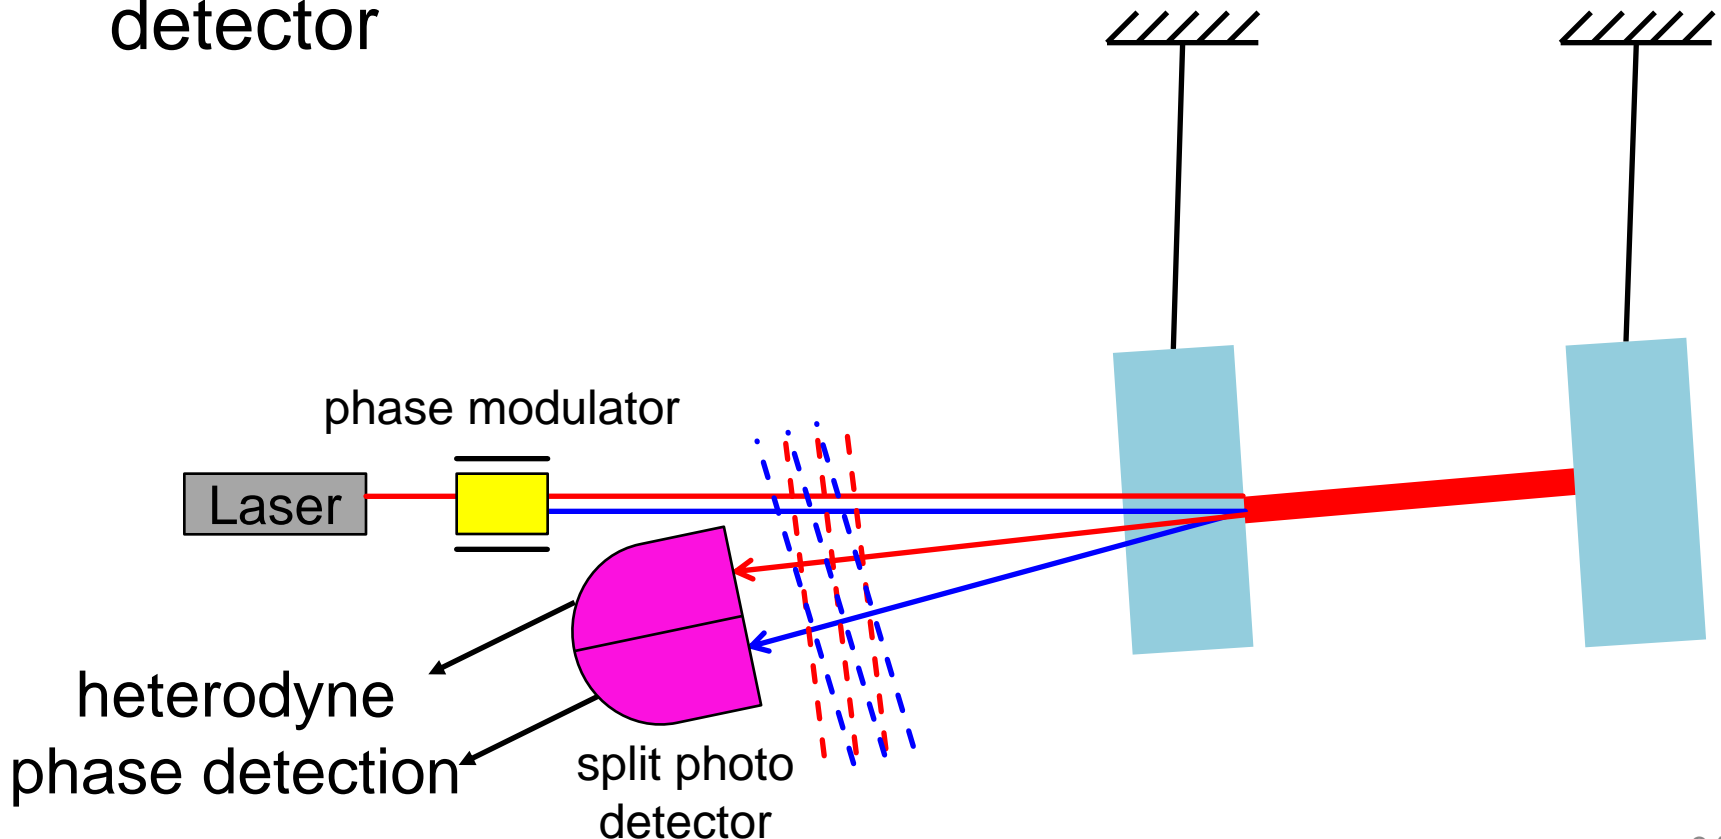 detector
phase modulator
Laser
heterodyne
phase detection
split photo
detector